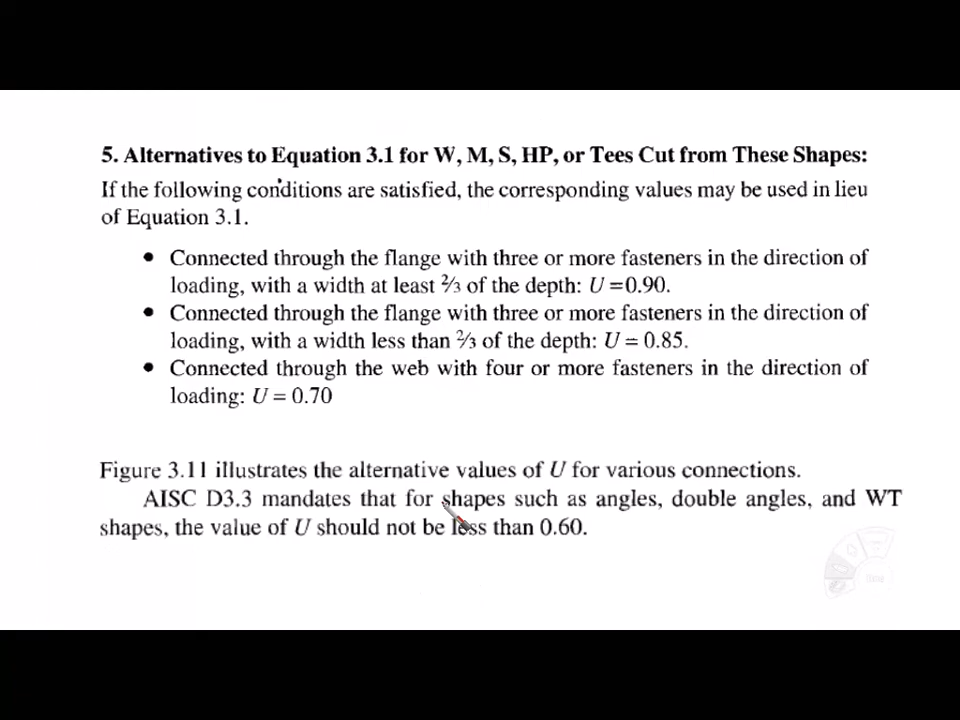 5. Alternatives to Equation 3.1 for W, M, S, HP, or Tees Cut from These Shapes:
If the following conditions are satisfied, the corresponding values may be used in lieu
of Equation 3.1.
• Connected through the flange with three or more fasteners in the direction of
loading, with a width at least ⅔ of the depth: U =0.90.
• Connected through the flange with three or more fasteners in the direction of
loading, with a width less than ⅔ of the depth: U = 0.85.
• Connected through the web with four or more fasteners in the direction of
loading: U = 0.70
Figure 3.11 illustrates the alternative values of U for various connections.
AISC D3.3 mandates that for shapes such as angles, double angles, and WT
shapes, the value of U should not be less than 0.60.